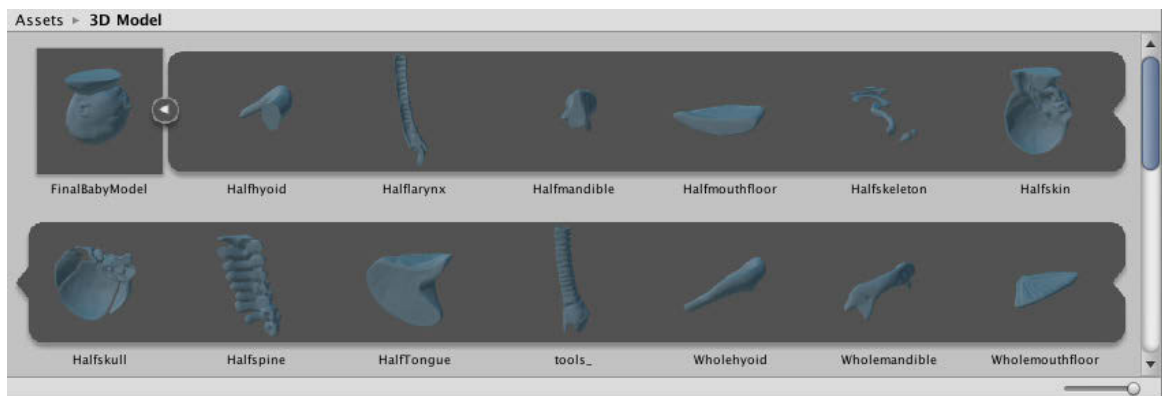 Assets ▸ 3D Model
FinalBabyModel Halfhyoid Halflarynx Halfmandible Halfmouthfloor Halfskeleton Halfskin
Halfskull Halfspine HalfTongue tools_ Wholehyoid Wholemandible Wholemouthfloor